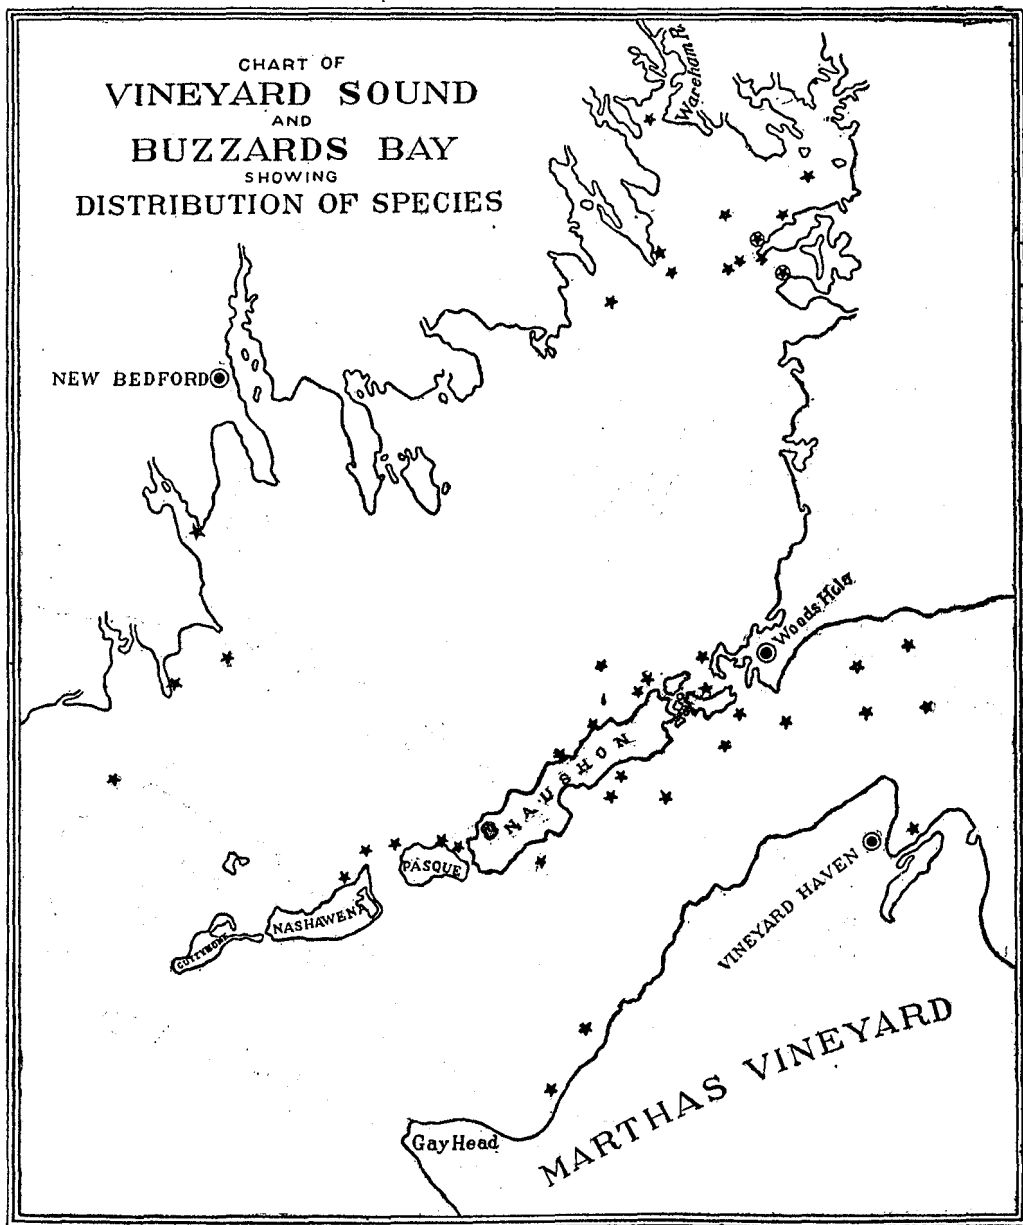 CHART OF
VINEYARD SOUND
AND
BUZZARDS BAY
SHOWING
DISTRIBUTION OF SPECIES
Wareham R.
NEW BEDFORD
Woods Hole
NAUSHON
PASQUE
NASHAWENA
CUTTYHUNK
VINEYARD HAVEN
MARTHAS VINEYARD
Gay Head